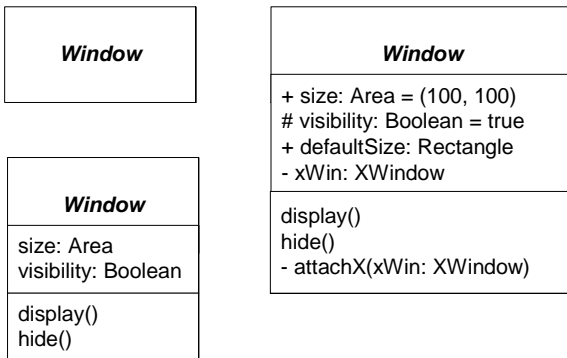 Window
Window
size: Area
visibility: Boolean
display()
hide()
Window
+ size: Area = (100, 100)
# visibility: Boolean = true
+ defaultSize: Rectangle
- xWin: XWindow
display()
hide()
- attachX(xWin: XWindow)